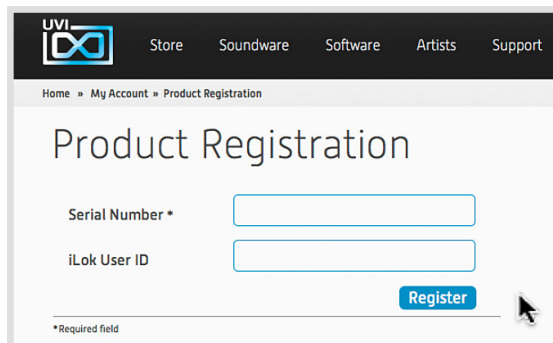 UVI
Store Soundware Software Artists Support
Home » My Account » Product Registration
Product Registration
Serial Number *
iLok User ID
Register
*Required field